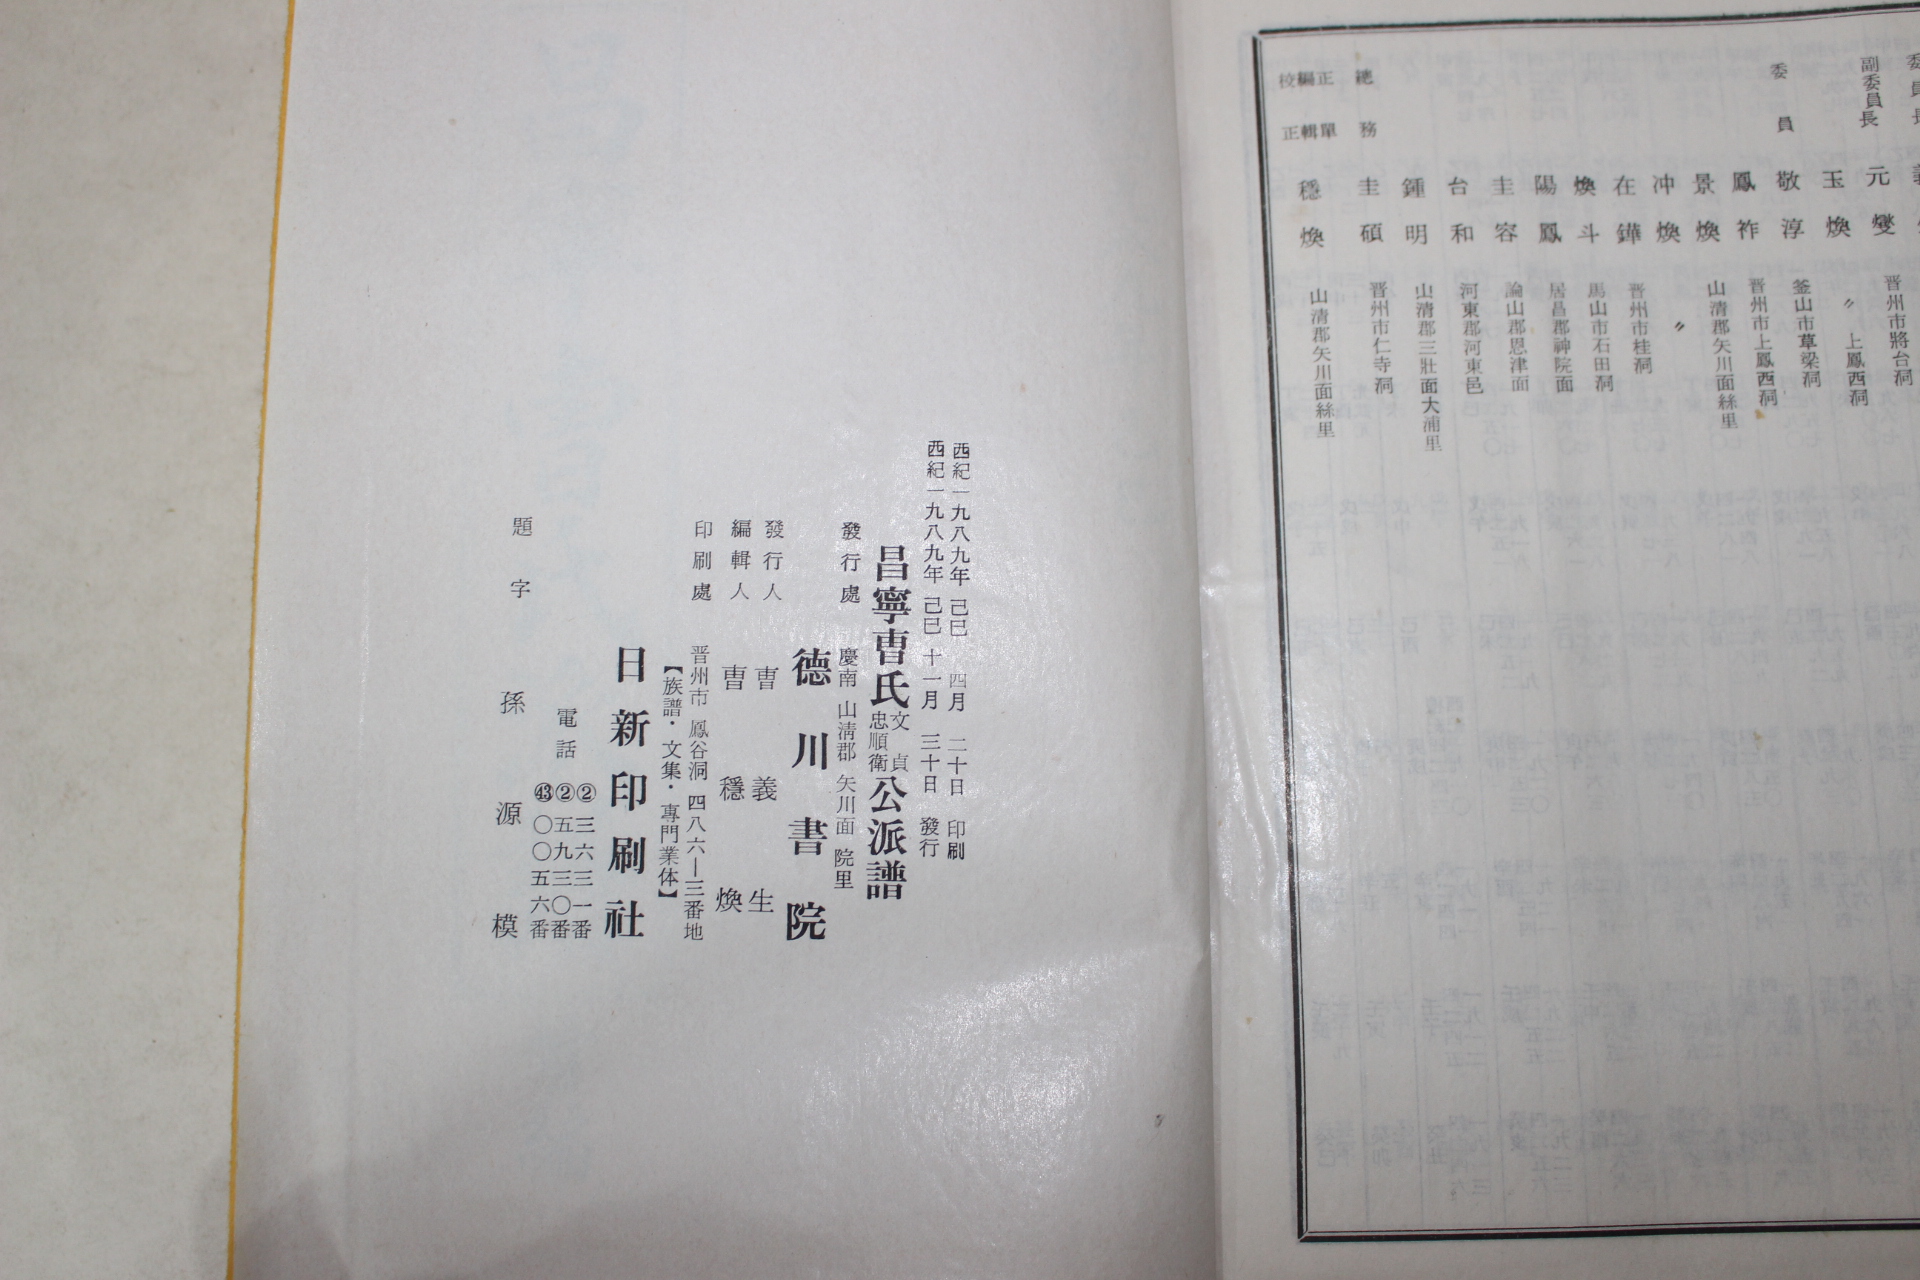 副委員長 元燮 晋州市將台洞
玉煥 〃 上鳳西洞
委員 敬淳 釜山市草梁洞
鳳祚 晋州市上鳳西洞
景煥 山清郡矢川面絲里
冲煥 〃
在鏵 晋州市桂洞
煥斗 馬山市石田洞
陽鳳 居昌郡神院面
圭容 論山郡恩津面
台和 河東郡河東邑
鍾明 山清郡三壯面大浦里
總務 圭碩 晋州市仁寺洞
正單
編輯
校正
穩煥 山清郡矢川面絲里
西紀一九八九年 己巳 四月 二十日 印刷
西紀一九八九年 己巳 十一月 三十日 發行
昌寧曺氏文貞忠順衛公派譜
發行處 慶南 山清郡 矢川面 院里
德川書院
發行人 曺義生
編輯人 曺穩煥
印刷處 晋州市 鳳谷洞 四八六—三番地
【族譜・文集・專門業体】
日新印刷社
電話 ②三六三一番
②五九三〇番
㊸〇〇五六番
題字 孫源模